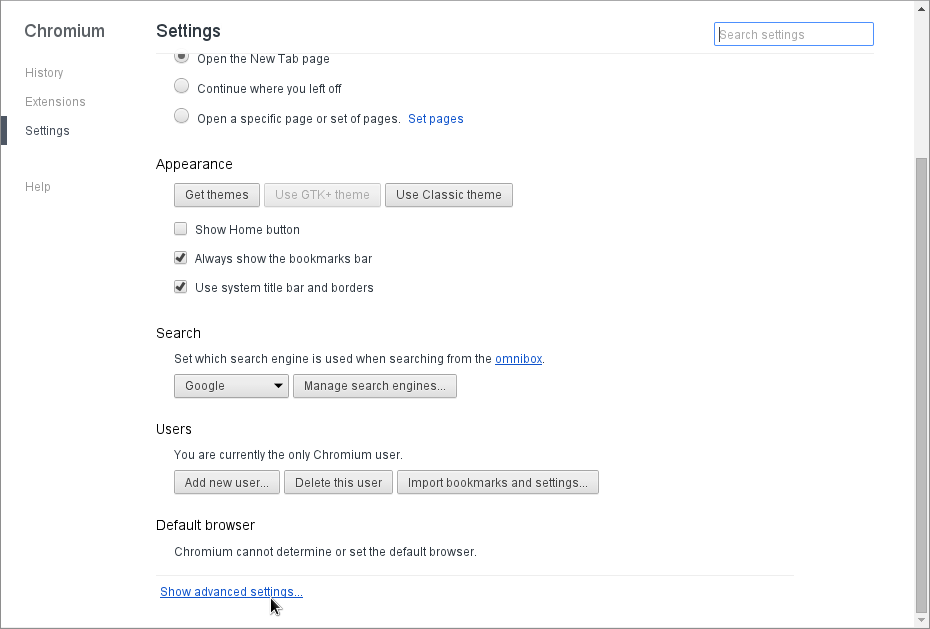 Chromium
Settings
Search settings
History
Extensions
Settings
Help
Open the New Tab page
Continue where you left off
Open a specific page or set of pages. Set pages
Appearance
Get themes Use GTK+ theme Use Classic theme
Show Home button
Always show the bookmarks bar
Use system title bar and borders
Search
Set which search engine is used when searching from the omnibox.
Google Manage search engines...
Users
You are currently the only Chromium user.
Add new user... Delete this user Import bookmarks and settings...
Default browser
Chromium cannot determine or set the default browser.
Show advanced settings...